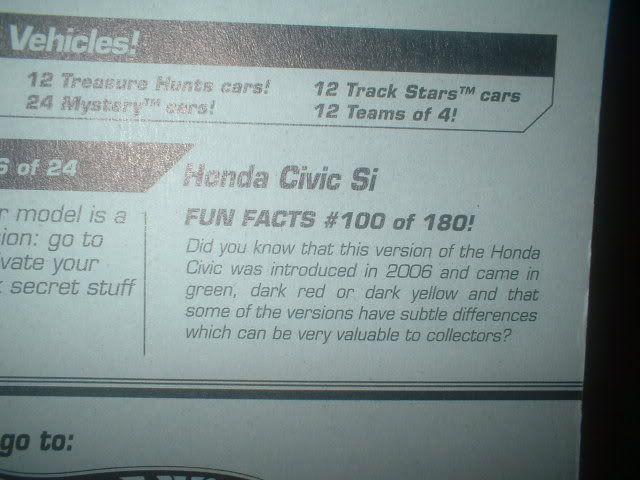 Vehicles!
12 Treasure Hunts cars!
24 Mystery™ cars!
12 Track Stars™ cars
12 Teams of 4!
6 of 24
r model is a
ion: go to
vate your
secret stuff
Honda Civic Si
FUN FACTS #100 of 180!
Did you know that this version of the Honda
Civic was introduced in 2006 and came in
green, dark red or dark yellow and that
some of the versions have subtle differences
which can be very valuable to collectors?
go to: